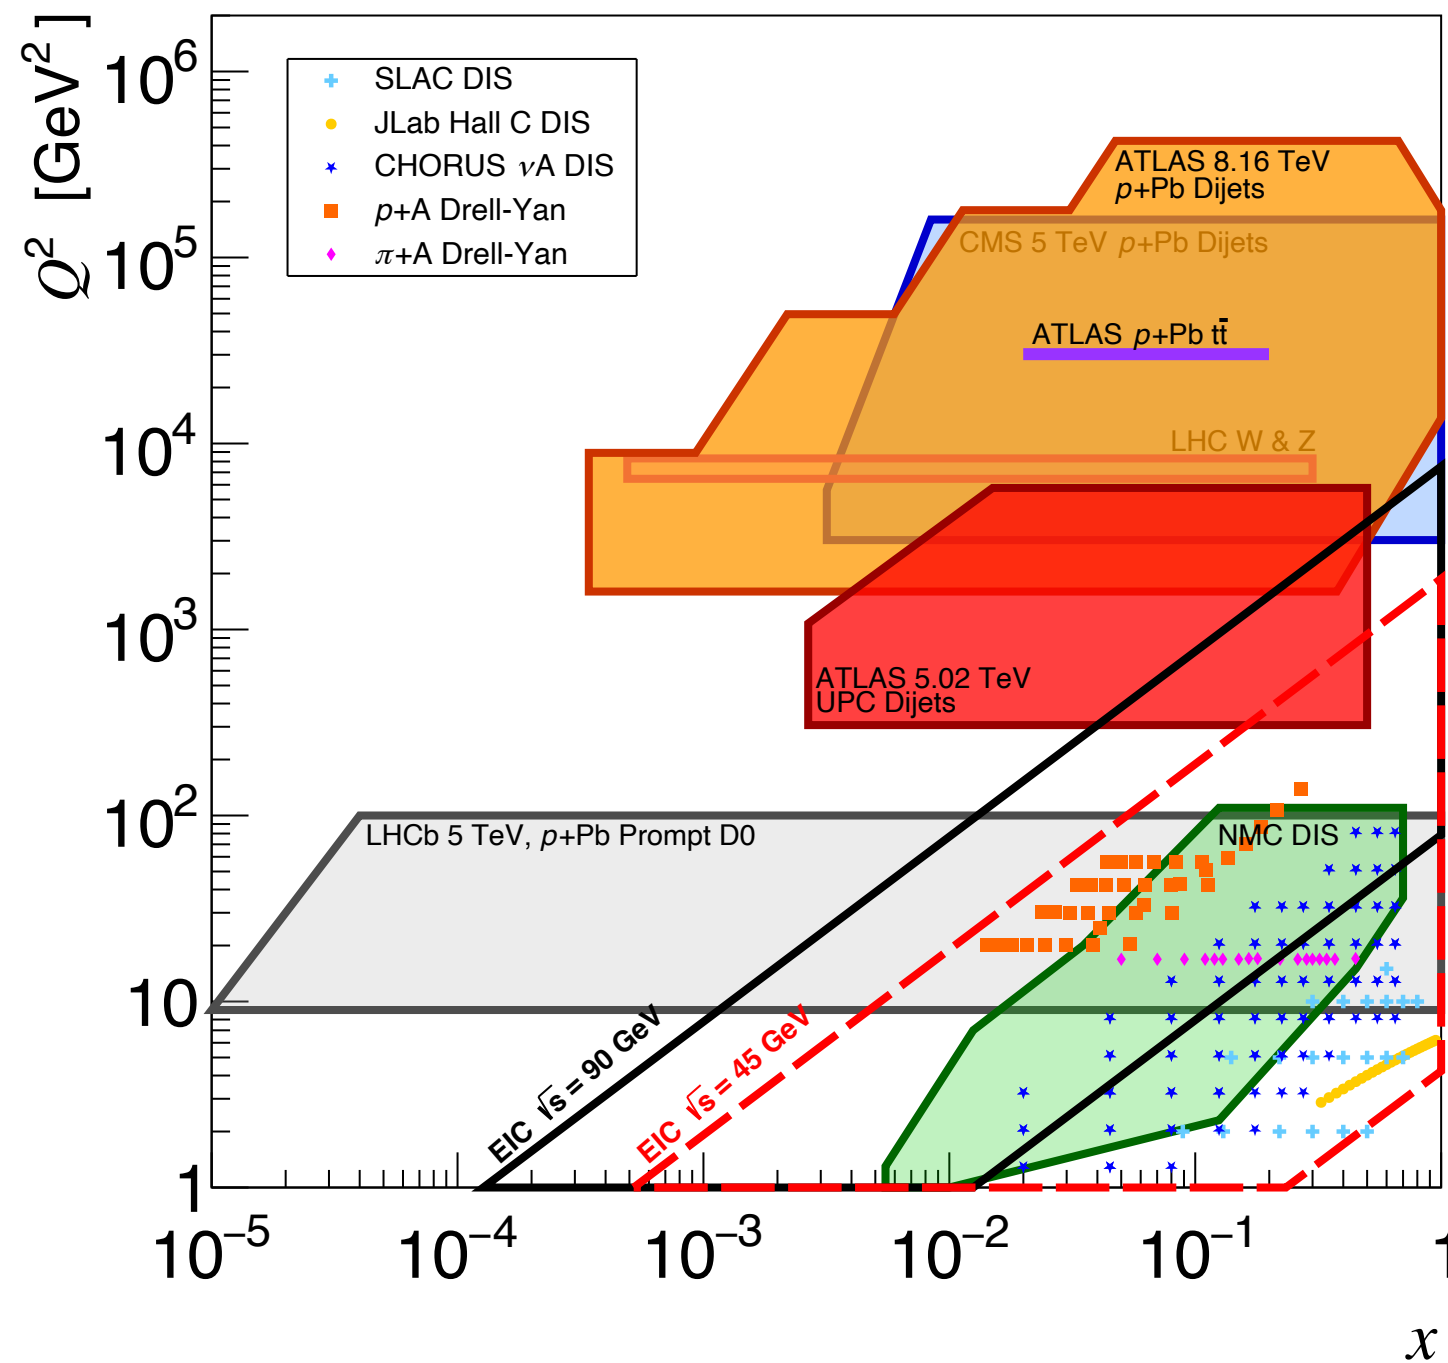 Q² [GeV²]
10⁶
10⁵
10⁴
10³
10²
10
1
SLAC DIS
JLab Hall C DIS
CHORUS νA DIS
p+A Drell-Yan
π+A Drell-Yan
ATLAS 8.16 TeV
p+Pb Dijets
CMS 5 TeV p+Pb Dijets
ATLAS p+Pb tt̄
LHC W & Z
ATLAS 5.02 TeV
UPC Dijets
LHCb 5 TeV, p+Pb Prompt D0
NMC DIS
EIC √s = 90 GeV
EIC √s = 45 GeV
10⁻⁵
10⁻⁴
10⁻³
10⁻²
10⁻¹
1
x